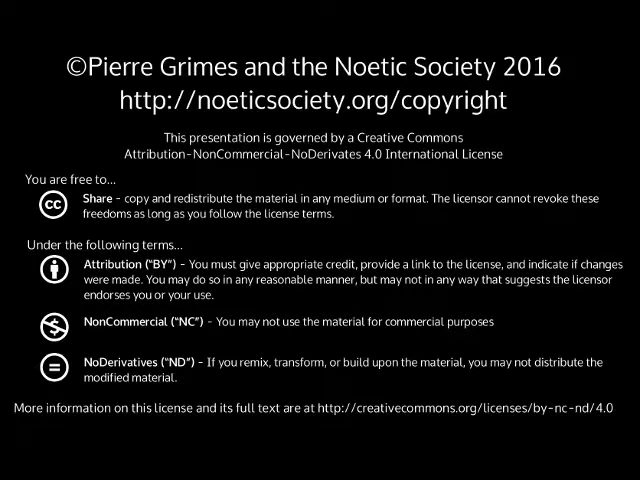 ©Pierre Grimes and the Noetic Society 2016
http://noeticsociety.org/copyright
This presentation is governed by a Creative Commons
Attribution-NonCommercial-NoDerivates 4.0 International License
You are free to...
cc
Share - copy and redistribute the material in any medium or format. The licensor cannot revoke these
freedoms as long as you follow the license terms.
Under the following terms...
Attribution ("BY") - You must give appropriate credit, provide a link to the license, and indicate if changes
were made. You may do so in any reasonable manner, but may not in any way that suggests the licensor
endorses you or your use.
NonCommercial ("NC") - You may not use the material for commercial purposes
NoDerivatives ("ND") - If you remix, transform, or build upon the material, you may not distribute the
modified material.
More information on this license and its full text are at http://creativecommons.org/licenses/by-nc-nd/4.0